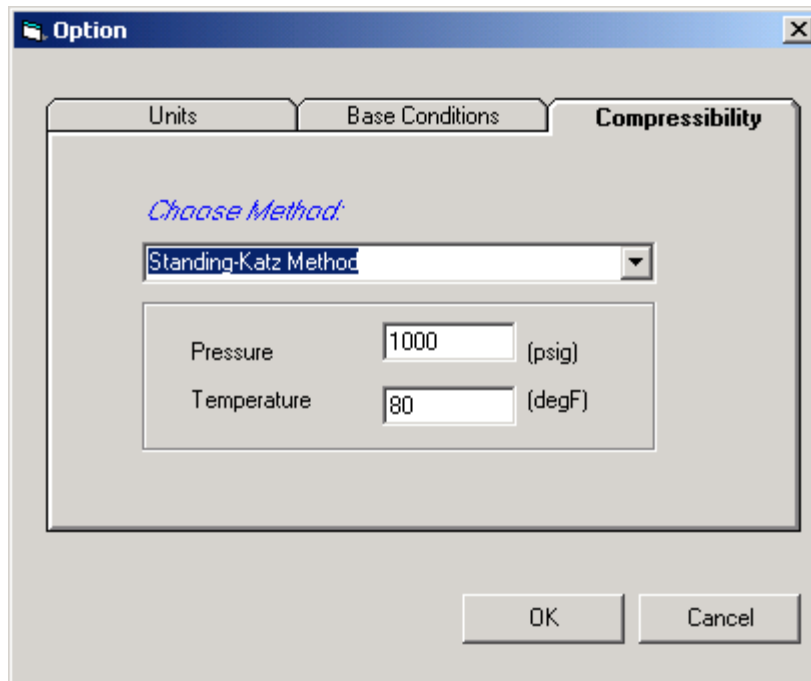 Option
Units Base Conditions Compressibility
Choose Method:
Standing-Katz Method
Pressure 1000 (psig)
Temperature 80 (degF)
OK Cancel